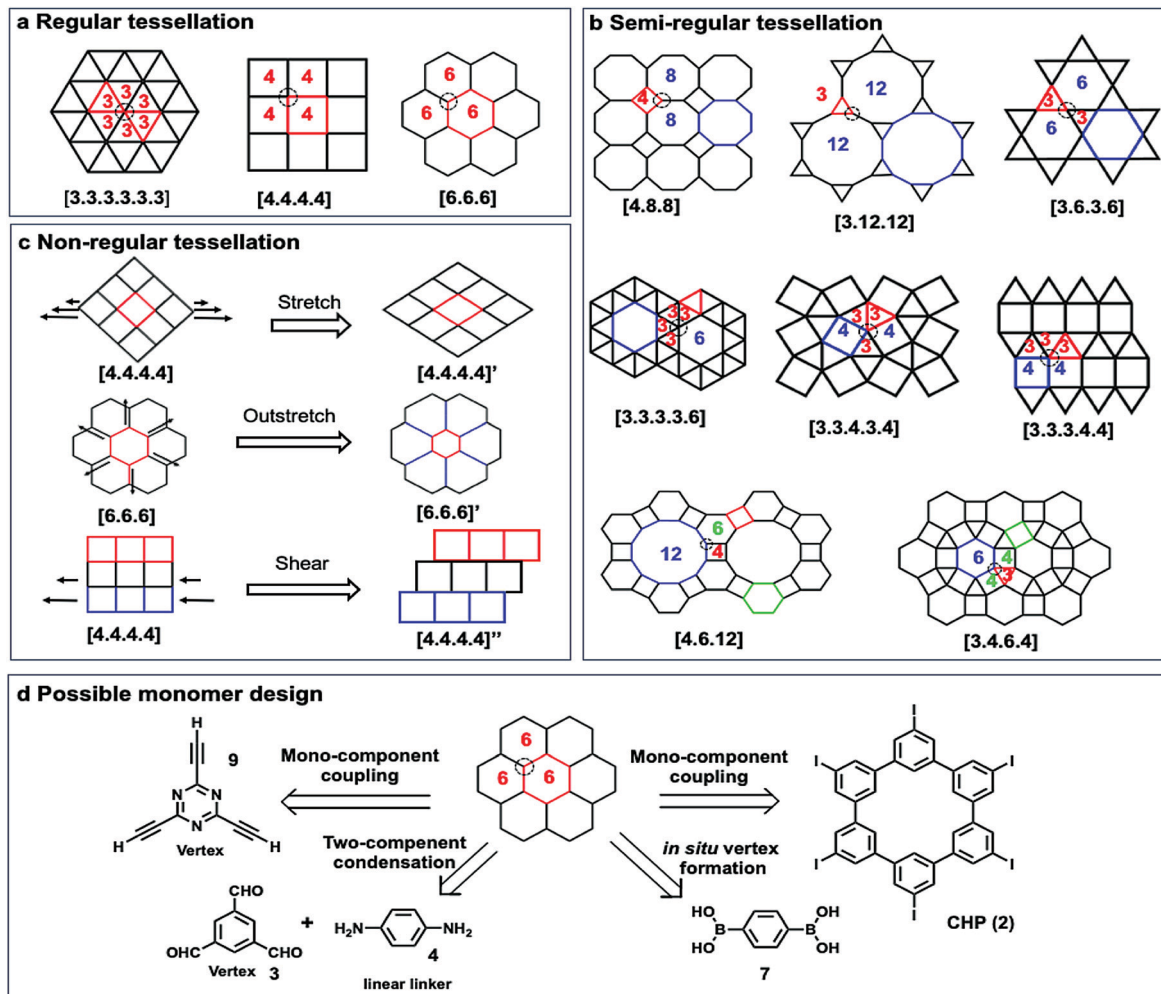 a Regular tessellation
3 3
3 3
3 3
[3.3.3.3.3.3]
4 4
4 4
[4.4.4.4]
6
6 6
[6.6.6]
b Semi-regular tessellation
8
4
8
[4.8.8]
3 12
12
[3.12.12]
6
3
3
6
[3.6.3.6]
3 3
3
3 6
[3.3.3.3.6]
3 3
4 4
3
[3.3.4.3.4]
3 3 3
4 4
[3.3.3.4.4]
6
12
4
[4.6.12]
6 4
4 3
[3.4.6.4]
c Non-regular tessellation
Stretch
[4.4.4.4]
[4.4.4.4]'
Outstretch
[6.6.6]
[6.6.6]'
Shear
[4.4.4.4]
[4.4.4.4]''
d Possible monomer design
H
9
N N
N
H H
Vertex
Mono-component
coupling
6
6 6
Mono-component
coupling
Two-compenent
condensation
in situ vertex
formation
CHO
OHC CHO
Vertex 3
+
H2N NH2
4
linear linker
HO OH
B B
HO OH
7
I
I I
I I
I
CHP (2)